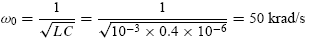 ω₀ = 1/√LC = 1/√(10⁻³ × 0.4 × 10⁻⁶) = 50 krad/s